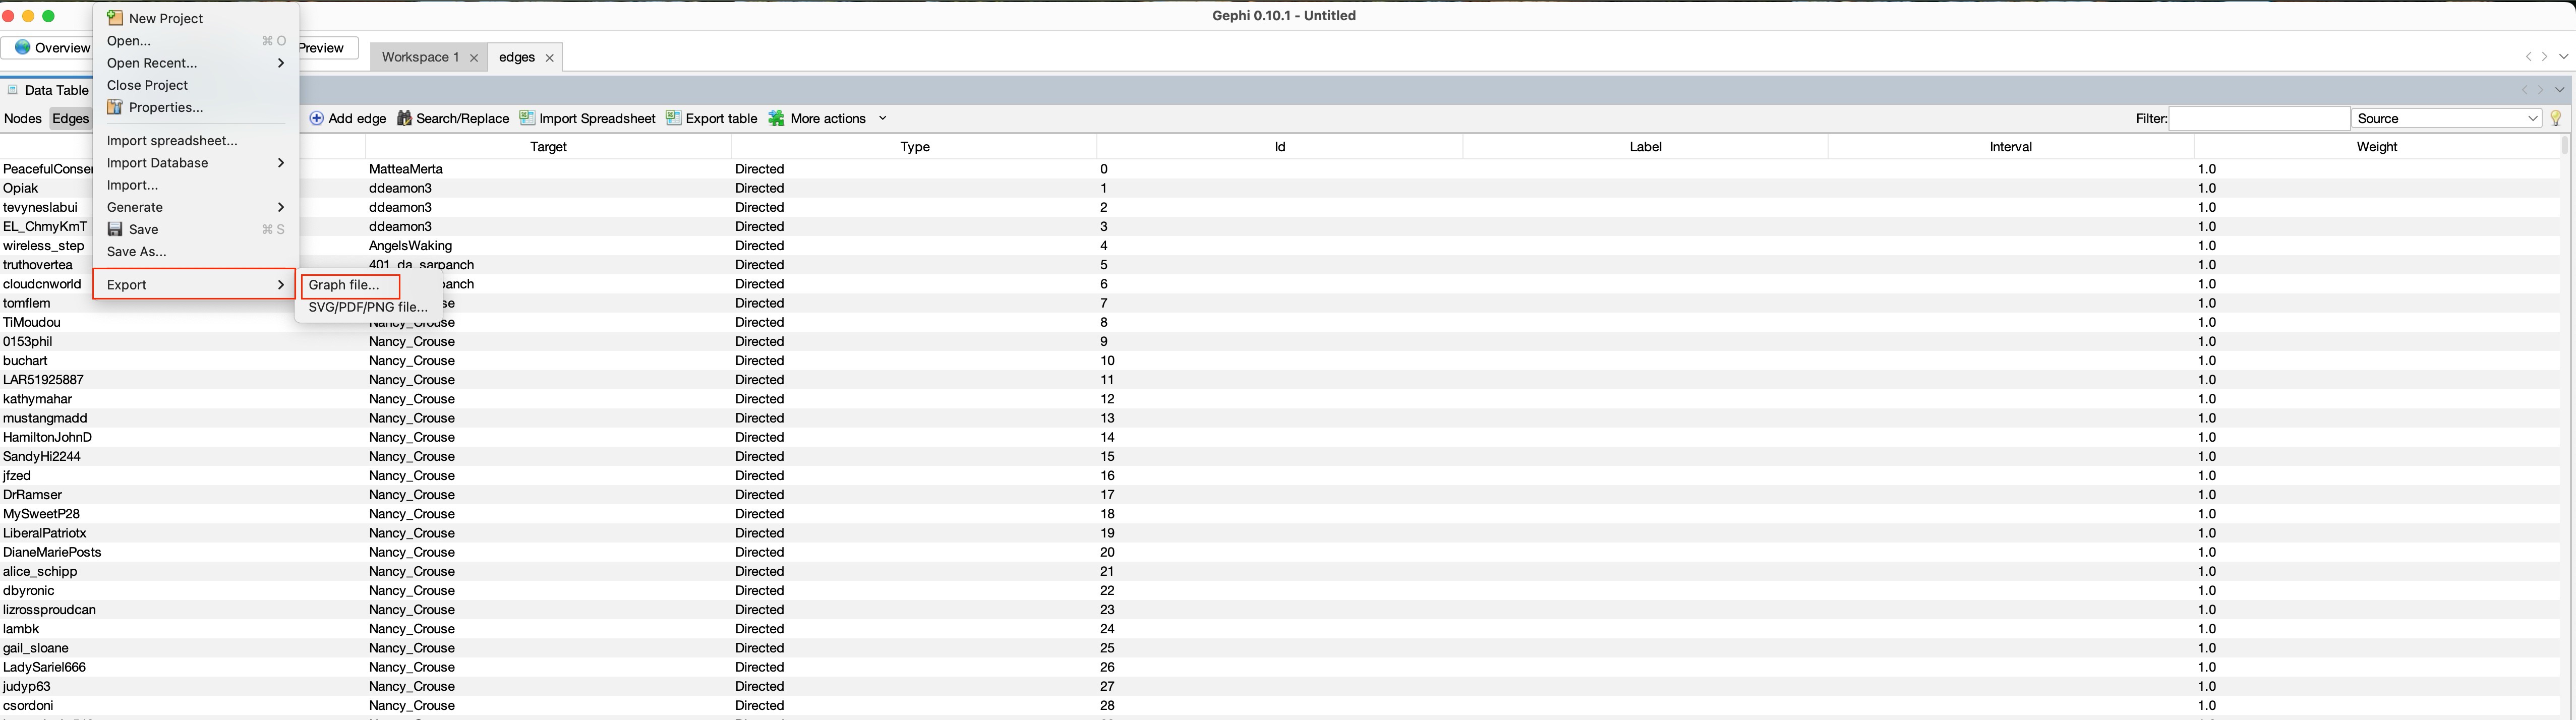 Gephi 0.10.1 - Untitled
Overview
Preview
Workspace 1
edges
New Project
Open... ⌘ O
Open Recent...
Close Project
Properties...
Import spreadsheet...
Import Database
Import...
Generate
Save ⌘ S
Save As...
Export
Graph file...
SVG/PDF/PNG file...
Data Table
Nodes Edges Add edge Search/Replace Import Spreadsheet Export table More actions Filter: Source
Target Type Id Label Interval Weight
MatteaMerta Directed 0 1.0
Opiak ddeamon3 Directed 1 1.0
tevyneslabui ddeamon3 Directed 2 1.0
EL_ChmyKmT ddeamon3 Directed 3 1.0
wireless_step AngelsWaking Directed 4 1.0
truthovertea 401_da_sarpanch Directed 5 1.0
cloudcnworld Directed 6 1.0
tomflem Directed 7 1.0
TiMoudou Nancy_Crouse Directed 8 1.0
0153phil Nancy_Crouse Directed 9 1.0
buchart Nancy_Crouse Directed 10 1.0
LAR51925887 Nancy_Crouse Directed 11 1.0
kathymahar Nancy_Crouse Directed 12 1.0
mustangmadd Nancy_Crouse Directed 13 1.0
HamiltonJohnD Nancy_Crouse Directed 14 1.0
SandyHi2244 Nancy_Crouse Directed 15 1.0
jfzed Nancy_Crouse Directed 16 1.0
DrRamser Nancy_Crouse Directed 17 1.0
MySweetP28 Nancy_Crouse Directed 18 1.0
LiberalPatriotx Nancy_Crouse Directed 19 1.0
DianeMariePosts Nancy_Crouse Directed 20 1.0
alice_schipp Nancy_Crouse Directed 21 1.0
dbyronic Nancy_Crouse Directed 22 1.0
lizrossproudcan Nancy_Crouse Directed 23 1.0
lambk Nancy_Crouse Directed 24 1.0
gail_sloane Nancy_Crouse Directed 25 1.0
LadySariel666 Nancy_Crouse Directed 26 1.0
judyp63 Nancy_Crouse Directed 27 1.0
csordoni Nancy_Crouse Directed 28 1.0